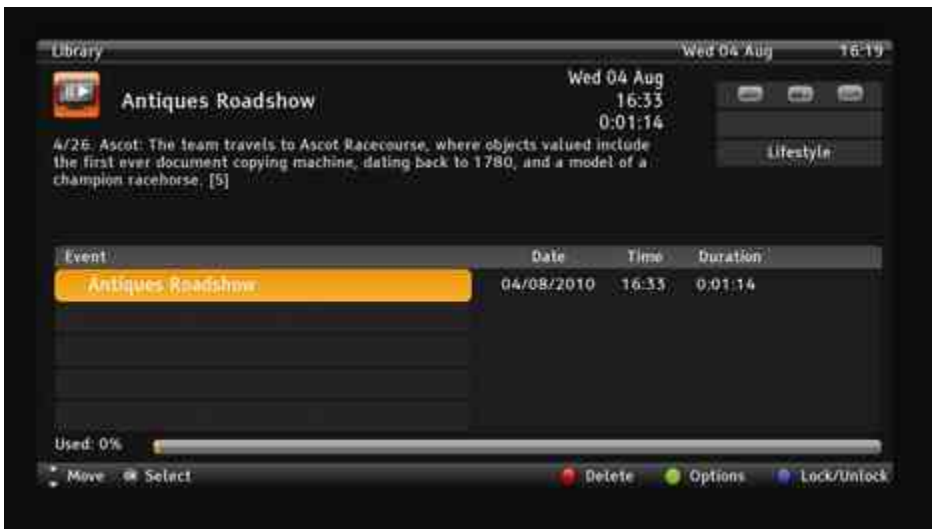 Library Wed 04 Aug 16:19
Antiques Roadshow
Wed 04 Aug
16:33
0:01:14
4/26. Ascot: The team travels to Ascot Racecourse, where objects valued include
the first ever document copying machine, dating back to 1780, and a model of a
champion racehorse. [S]
Lifestyle
Event Date Time Duration
Antiques Roadshow 04/08/2010 16:33 0:01:14
Used: 0%
Move OK Select Delete Options Lock/Unlock